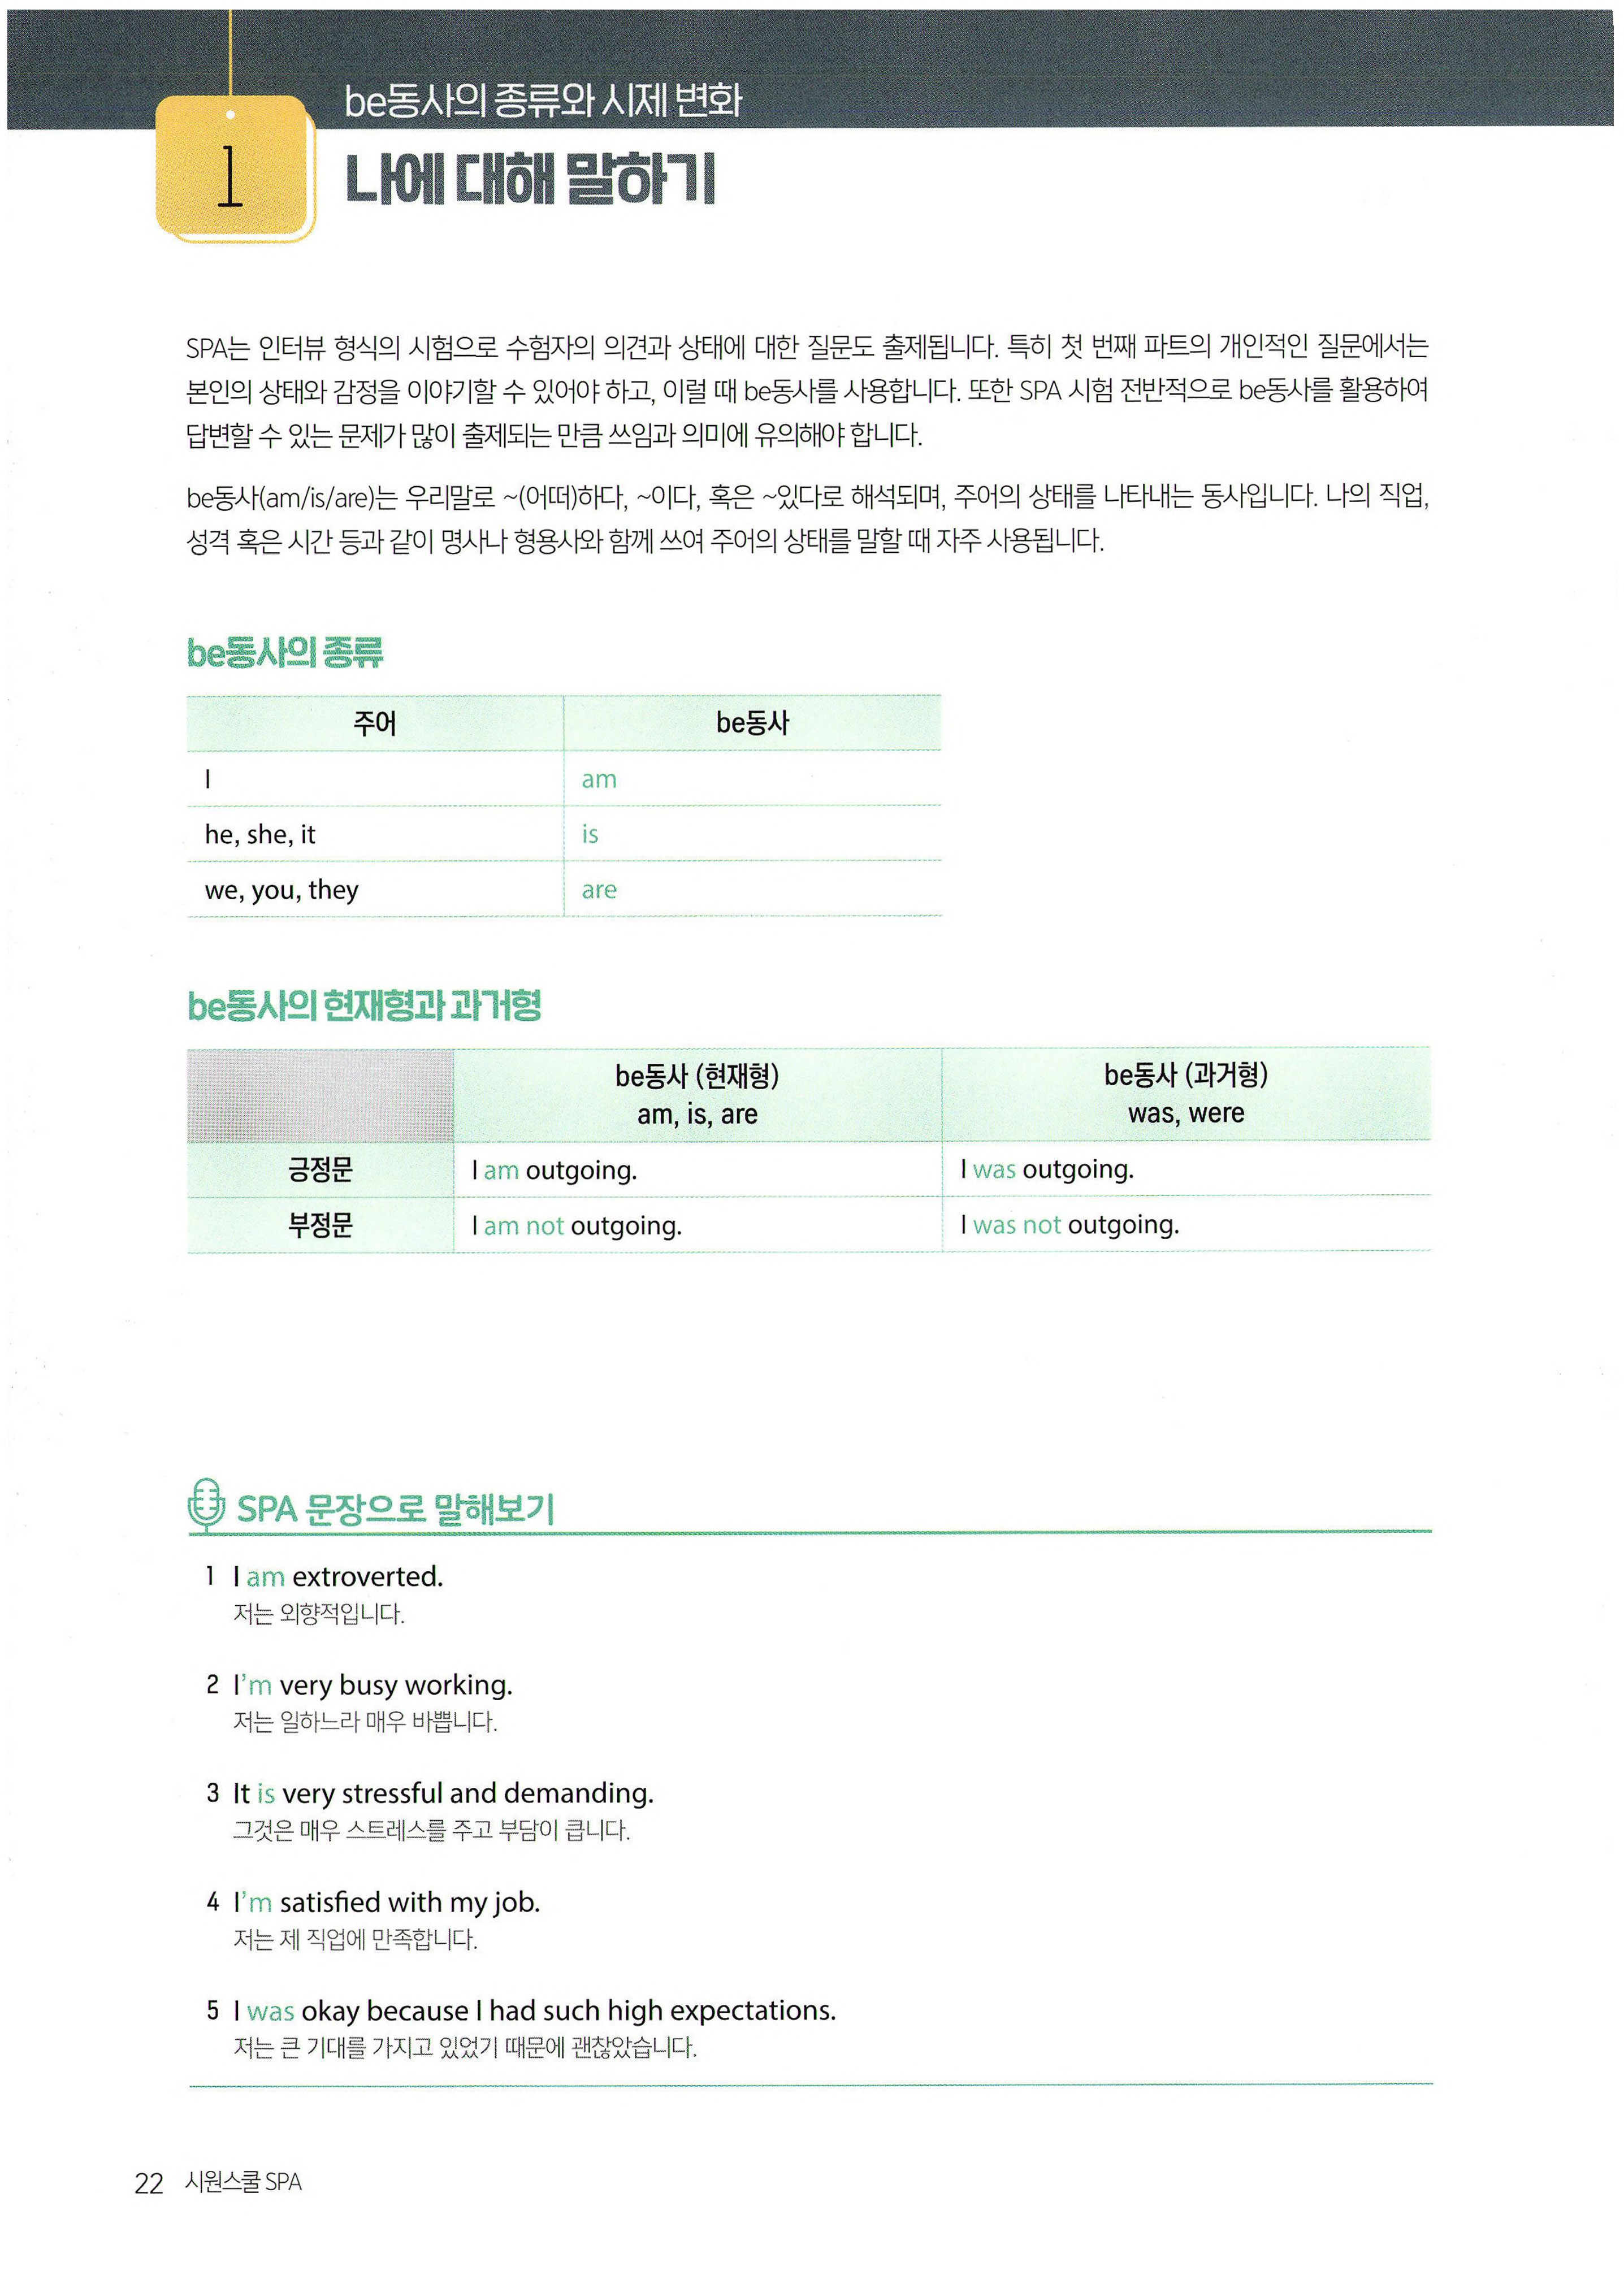 be동사의 종류와 시제 변화
1
나에 대해 말하기
SPA는 인터뷰 형식의 시험으로 수험자의 의견과 상태에 대한 질문도 출제됩니다. 특히 첫 번째 파트의 개인적인 질문에서는
본인의 상태와 감정을 이야기할 수 있어야 하고, 이럴 때 be동사를 사용합니다. 또한 SPA 시험 전반적으로 be동사를 활용하여
답변할 수 있는 문제가 많이 출제되는 만큼 쓰임과 의미에 유의해야 합니다.
be동사(am/is/are)는 우리말로 ~(어떠)하다, ~이다, 혹은 ~있다로 해석되며, 주어의 상태를 나타내는 동사입니다. 나의 직업,
성격 혹은 시간 등과 같이 명사나 형용사와 함께 쓰여 주어의 상태를 말할 때 자주 사용됩니다.
be동사의 종류
주어 be동사
I am
he, she, it is
we, you, they are
be동사의 현재형과 과거형
be동사 (현재형) be동사 (과거형)
am, is, are was, were
긍정문 I am outgoing. I was outgoing.
부정문 I am not outgoing. I was not outgoing.
SPA 문장으로 말해보기
1 I am extroverted.
저는 외향적입니다.
2 I'm very busy working.
저는 일하느라 매우 바쁩니다.
3 It is very stressful and demanding.
그것은 매우 스트레스를 주고 부담이 큽니다.
4 I'm satisfied with my job.
저는 제 직업에 만족합니다.
5 I was okay because I had such high expectations.
저는 큰 기대를 가지고 있었기 때문에 괜찮았습니다.
22 시원스쿨 SPA